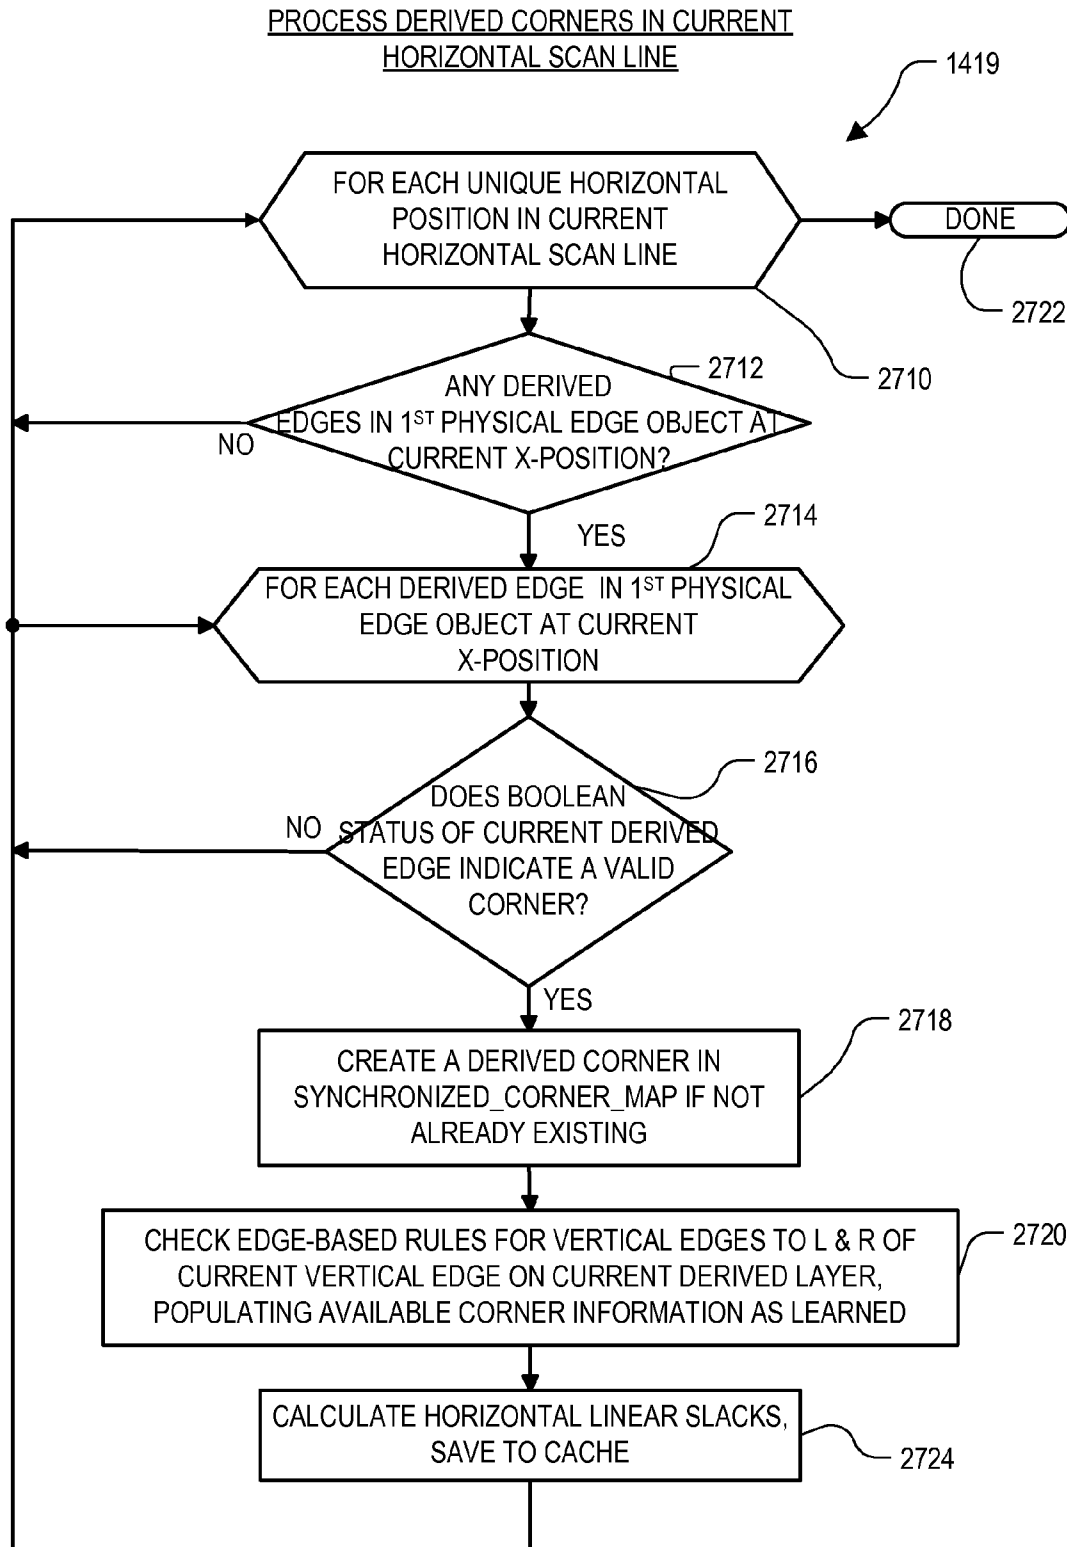 PROCESS DERIVED CORNERS IN CURRENT
HORIZONTAL SCAN LINE
1419
FOR EACH UNIQUE HORIZONTAL
POSITION IN CURRENT
HORIZONTAL SCAN LINE
DONE
2722
2710
2712
ANY DERIVED
EDGES IN 1ST PHYSICAL EDGE OBJECT AT
CURRENT X-POSITION?
NO
YES
2714
FOR EACH DERIVED EDGE IN 1ST PHYSICAL
EDGE OBJECT AT CURRENT
X-POSITION
2716
DOES BOOLEAN
STATUS OF CURRENT DERIVED
EDGE INDICATE A VALID
CORNER?
NO
YES
2718
CREATE A DERIVED CORNER IN
SYNCHRONIZED_CORNER_MAP IF NOT
ALREADY EXISTING
2720
CHECK EDGE-BASED RULES FOR VERTICAL EDGES TO L & R OF
CURRENT VERTICAL EDGE ON CURRENT DERIVED LAYER,
POPULATING AVAILABLE CORNER INFORMATION AS LEARNED
CALCULATE HORIZONTAL LINEAR SLACKS,
SAVE TO CACHE
2724